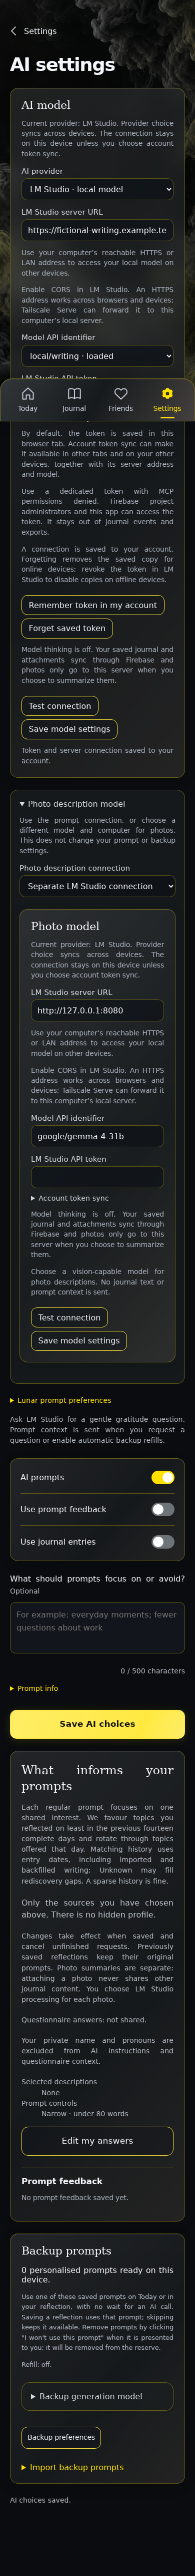 Settings
AI settings
AI model
Current provider: LM Studio. Provider choice
syncs across devices. The connection stays
on this device unless you choose account
token sync.
AI provider
LM Studio · local model
LM Studio server URL
https://fictional-writing.example.te
Use your computer's reachable HTTPS or
LAN address to access your local model on
other devices.
Enable CORS in LM Studio. An HTTPS
address works across browsers and devices;
Tailscale Serve can forward it to this
computer's local server.
Model API identifier
local/writing · loaded
Today
Journal
Friends
Settings
By default, the token is saved in this
browser tab. Account token sync can make
it available in other tabs and on your other
devices, together with its server address
and model.
Use a dedicated token with MCP
permissions denied. Firebase project
administrators and this app can access the
token. It stays out of journal events and
exports.
A connection is saved to your account.
Forgetting removes the saved copy for
online devices; revoke the token in LM
Studio to disable copies on offline devices.
Remember token in my account
Forget saved token
Model thinking is off. Your saved journal and
attachments sync through Firebase and
photos only go to this server when you
choose to summarize them.
Test connection
Save model settings
Token and server connection saved to your
account.
▼ Photo description model
Use the prompt connection, or choose a
different model and computer for photos.
This does not change your prompt or backup
settings.
Photo description connection
Separate LM Studio connection
Photo model
Current provider: LM Studio. Provider
choice syncs across devices. The
connection stays on this device unless
you choose account token sync.
LM Studio server URL
http://127.0.0.1:8080
Use your computer's reachable HTTPS
or LAN address to access your local
model on other devices.
Enable CORS in LM Studio. An HTTPS
address works across browsers and
devices; Tailscale Serve can forward it
to this computer's local server.
Model API identifier
google/gemma-4-31b
LM Studio API token
▶ Account token sync
Model thinking is off. Your saved
journal and attachments sync through
Firebase and photos only go to this
server when you choose to summarize
them.
Choose a vision-capable model for
photo descriptions. No journal text or
prompt context is sent.
Test connection
Save model settings
▶ Lunar prompt preferences
Ask LM Studio for a gentle gratitude question.
Prompt context is sent when you request a
question or enable automatic backup refills.
AI prompts
Use prompt feedback
Use journal entries
What should prompts focus on or avoid?
Optional
For example: everyday moments; fewer
questions about work
0 / 500 characters
▶ Prompt info
Save AI choices
What informs your
prompts
Each regular prompt focuses on one
shared interest. We favour topics you
reflected on least in the previous fourteen
complete days and rotate through topics
offered that day. Matching history uses
entry dates, including imported and
backfilled writing; Unknown may fill
rediscovery gaps. A sparse history is fine.
Only the sources you have chosen
above. There is no hidden profile.
Changes take effect when saved and
cancel unfinished requests. Previously
saved reflections keep their original
prompts. Photo summaries are separate:
attaching a photo never shares other
journal content. You choose LM Studio
processing for each photo.
Questionnaire answers: not shared.
Your private name and pronouns are
excluded from AI instructions and
questionnaire context.
Selected descriptions
None
Prompt controls
Narrow · under 80 words
Edit my answers
Prompt feedback
No prompt feedback saved yet.
Backup prompts
0 personalised prompts ready on this
device.
Use one of these saved prompts on Today or in
your reflection, with no wait for an AI call.
Saving a reflection uses that prompt; skipping
keeps it available. Remove prompts by clicking
"I won't use this prompt" when it is presented
to you; it will be removed from the reserve.
Refill: off.
▶ Backup generation model
Backup preferences
▶ Import backup prompts
AI choices saved.